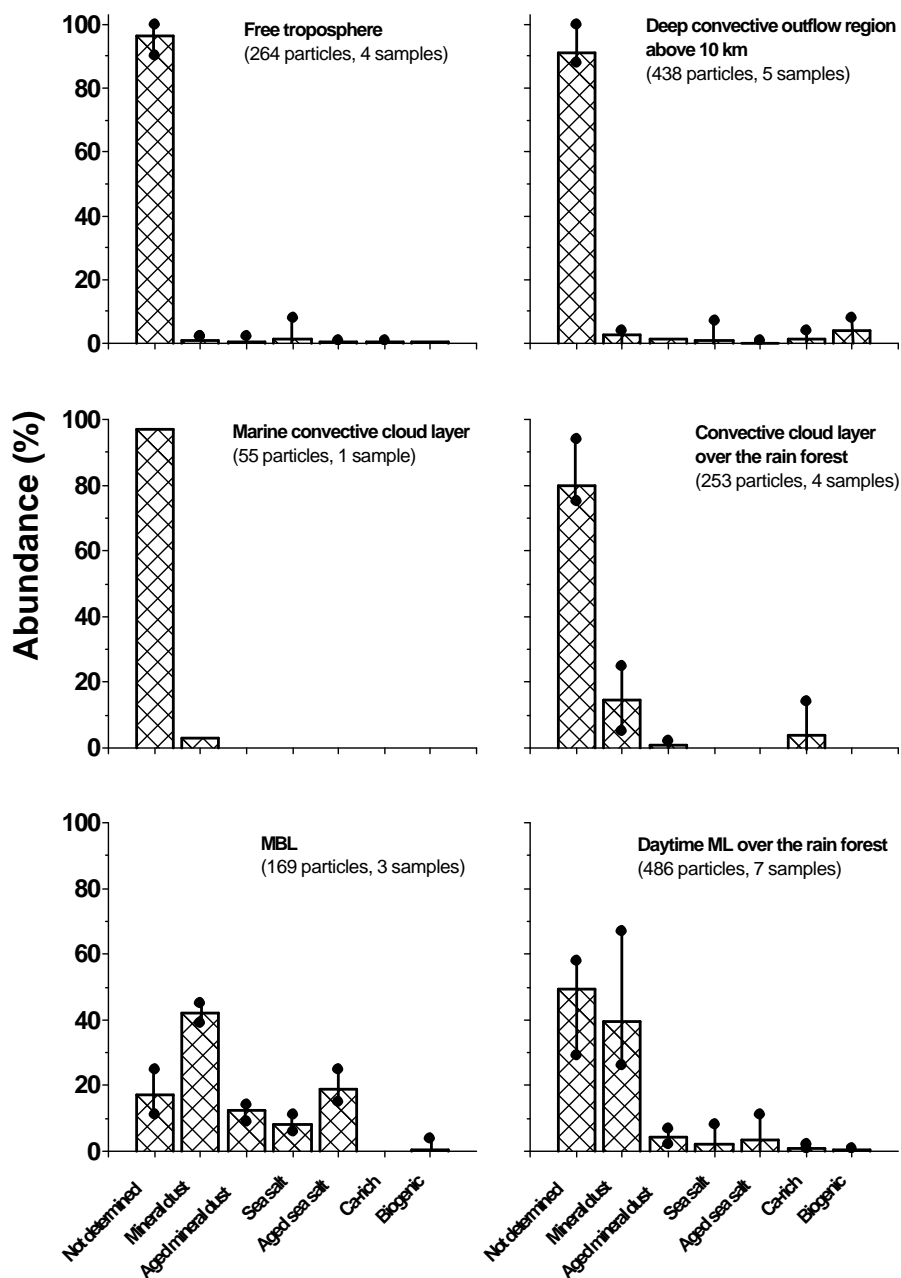 Abundance (%)
100
80
60
40
20
0
Free troposphere
(264 particles, 4 samples)
Deep convective outflow region
above 10 km
(438 particles, 5 samples)
100
80
60
40
20
0
Marine convective cloud layer
(55 particles, 1 sample)
Convective cloud layer
over the rain forest
(253 particles, 4 samples)
100
80
60
40
20
0
MBL
(169 particles, 3 samples)
Daytime ML over the rain forest
(486 particles, 7 samples)
Not determined
Mineral dust
Aged mineral dust
Sea salt
Aged sea salt
Ca-rich
Biogenic
Not determined
Mineral dust
Aged mineral dust
Sea salt
Aged sea salt
Ca-rich
Biogenic